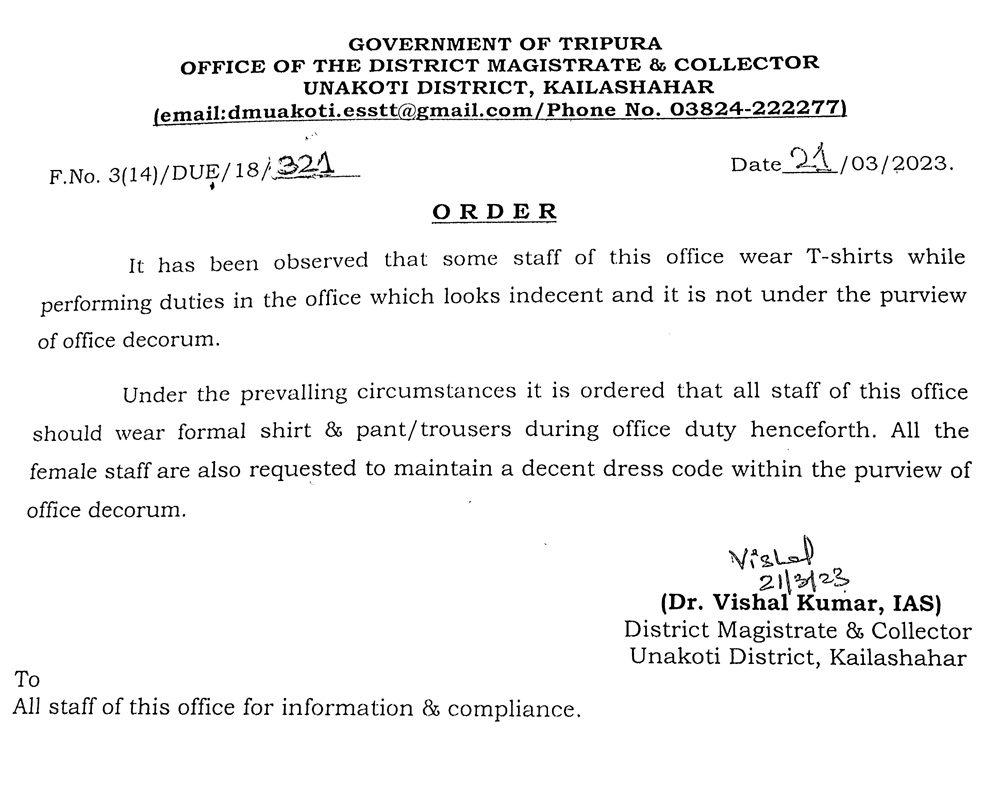 GOVERNMENT OF TRIPURA
OFFICE OF THE DISTRICT MAGISTRATE & COLLECTOR
UNAKOTI DISTRICT, KAILASHAHAR
(email:dmuakoti.esstt@gmail.com/Phone No. 03824-222277)
F.No. 3(14)/DUE/18/321
Date 21/03/2023.
ORDER
It has been observed that some staff of this office wear T-shirts while
performing duties in the office which looks indecent and it is not under the purview
of office decorum.
Under the prevalling circumstances it is ordered that all staff of this office
should wear formal shirt & pant/trousers during office duty henceforth. All the
female staff are also requested to maintain a decent dress code within the purview of
office decorum.
Vishal
21/3/23
(Dr. Vishal Kumar, IAS)
District Magistrate & Collector
Unakoti District, Kailashahar
To
All staff of this office for information & compliance.